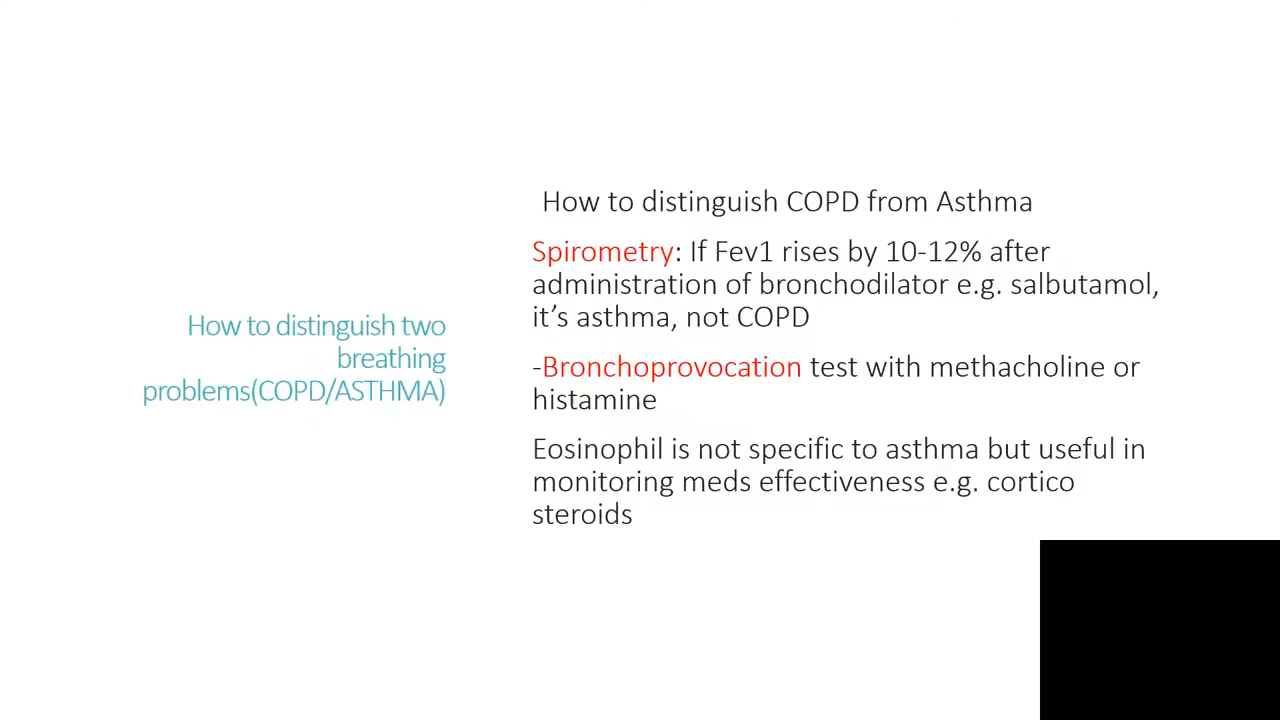 How to distinguish two
breathing
problems(COPD/ASTHMA)
How to distinguish COPD from Asthma
Spirometry: If Fev1 rises by 10-12% after
administration of bronchodilator e.g. salbutamol,
it’s asthma, not COPD
-Bronchoprovocation test with methacholine or
histamine
Eosinophil is not specific to asthma but useful in
monitoring meds effectiveness e.g. cortico
steroids